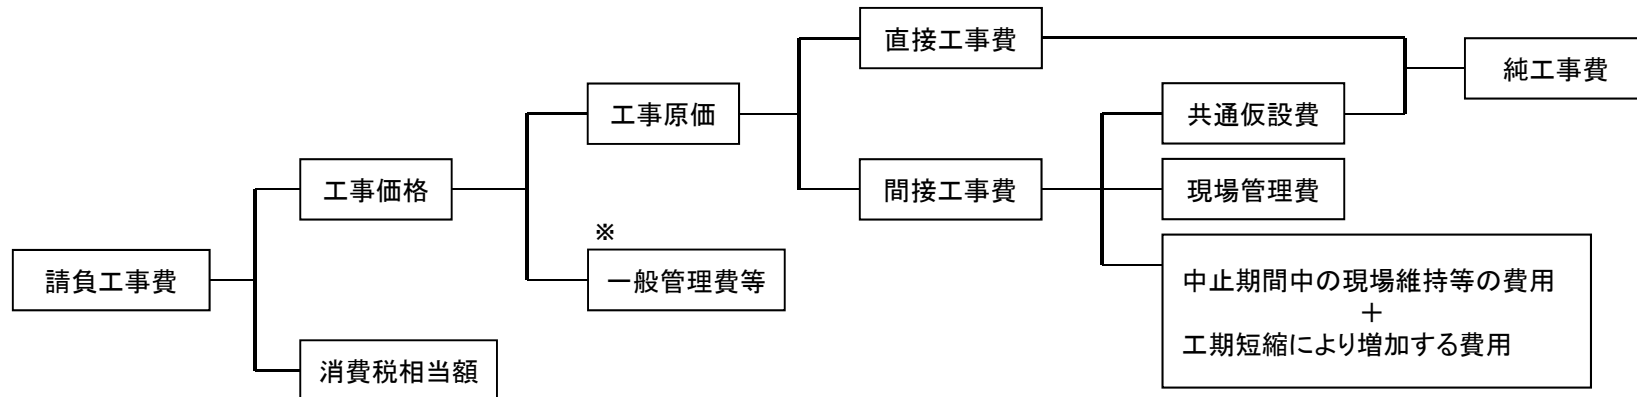 直接工事費
純工事費
工事原価
共通仮設費
工事価格
間接工事費
現場管理費
※
請負工事費
一般管理費等
中止期間中の現場維持等の費用
＋
工期短縮により増加する費用
消費税相当額